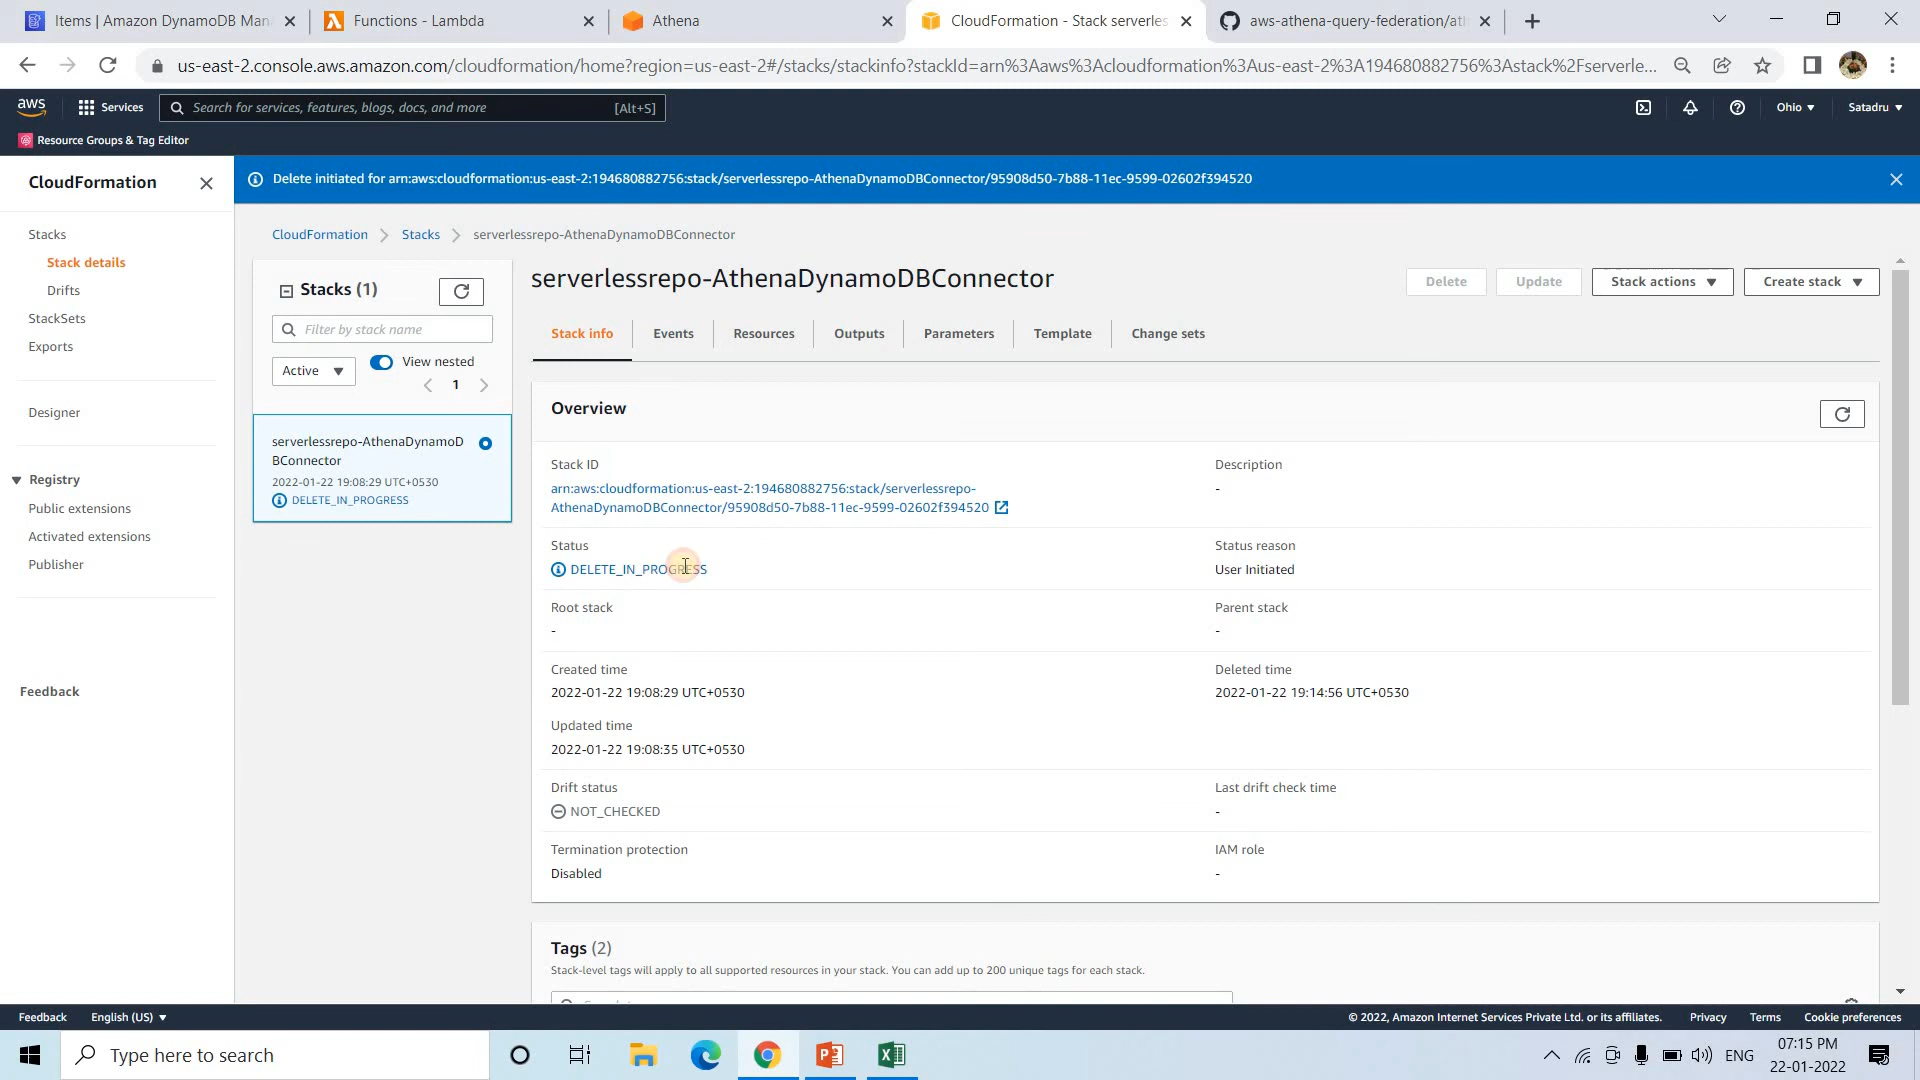 Items | Amazon DynamoDB Man
Functions - Lambda
Athena
CloudFormation - Stack serverles
aws-athena-query-federation/atl
us-east-2.console.aws.amazon.com/cloudformation/home?region=us-east-2#/stacks/stackinfo?stackId=arn%3Aaws%3Acloudformation%3Aus-east-2%3A194680882756%3Astack%2Fserverle...
aws
Services
Search for services, features, blogs, docs, and more
[Alt+S]
Ohio
Satadru
Resource Groups & Tag Editor
CloudFormation
Delete initiated for arn:aws:cloudformation:us-east-2:194680882756:stack/serverlessrepo-AthenaDynamoDBConnector/95908d50-7b88-11ec-9599-02602f394520
Stacks
Stack details
Drifts
StackSets
Exports
Designer
Registry
Public extensions
Activated extensions
Publisher
Feedback
CloudFormation
Stacks
serverlessrepo-AthenaDynamoDBConnector
Stacks (1)
Filter by stack name
Active
View nested
1
serverlessrepo-AthenaDynamoD
BConnector
2022-01-22 19:08:29 UTC+0530
DELETE_IN_PROGRESS
serverlessrepo-AthenaDynamoDBConnector
Delete
Update
Stack actions
Create stack
Stack info
Events
Resources
Outputs
Parameters
Template
Change sets
Overview
Stack ID
arn:aws:cloudformation:us-east-2:194680882756:stack/serverlessrepo-
AthenaDynamoDBConnector/95908d50-7b88-11ec-9599-02602f394520
Description
-
Status
DELETE_IN_PROGRESS
Status reason
User Initiated
Root stack
-
Parent stack
-
Created time
2022-01-22 19:08:29 UTC+0530
Deleted time
2022-01-22 19:14:56 UTC+0530
Updated time
2022-01-22 19:08:35 UTC+0530
Drift status
NOT_CHECKED
Last drift check time
-
Termination protection
Disabled
IAM role
-
Tags (2)
Stack-level tags will apply to all supported resources in your stack. You can add up to 200 unique tags for each stack.
Feedback
English (US)
© 2022, Amazon Internet Services Private Ltd. or its affiliates.
Privacy
Terms
Cookie preferences
Type here to search
ENG
07:15 PM
22-01-2022